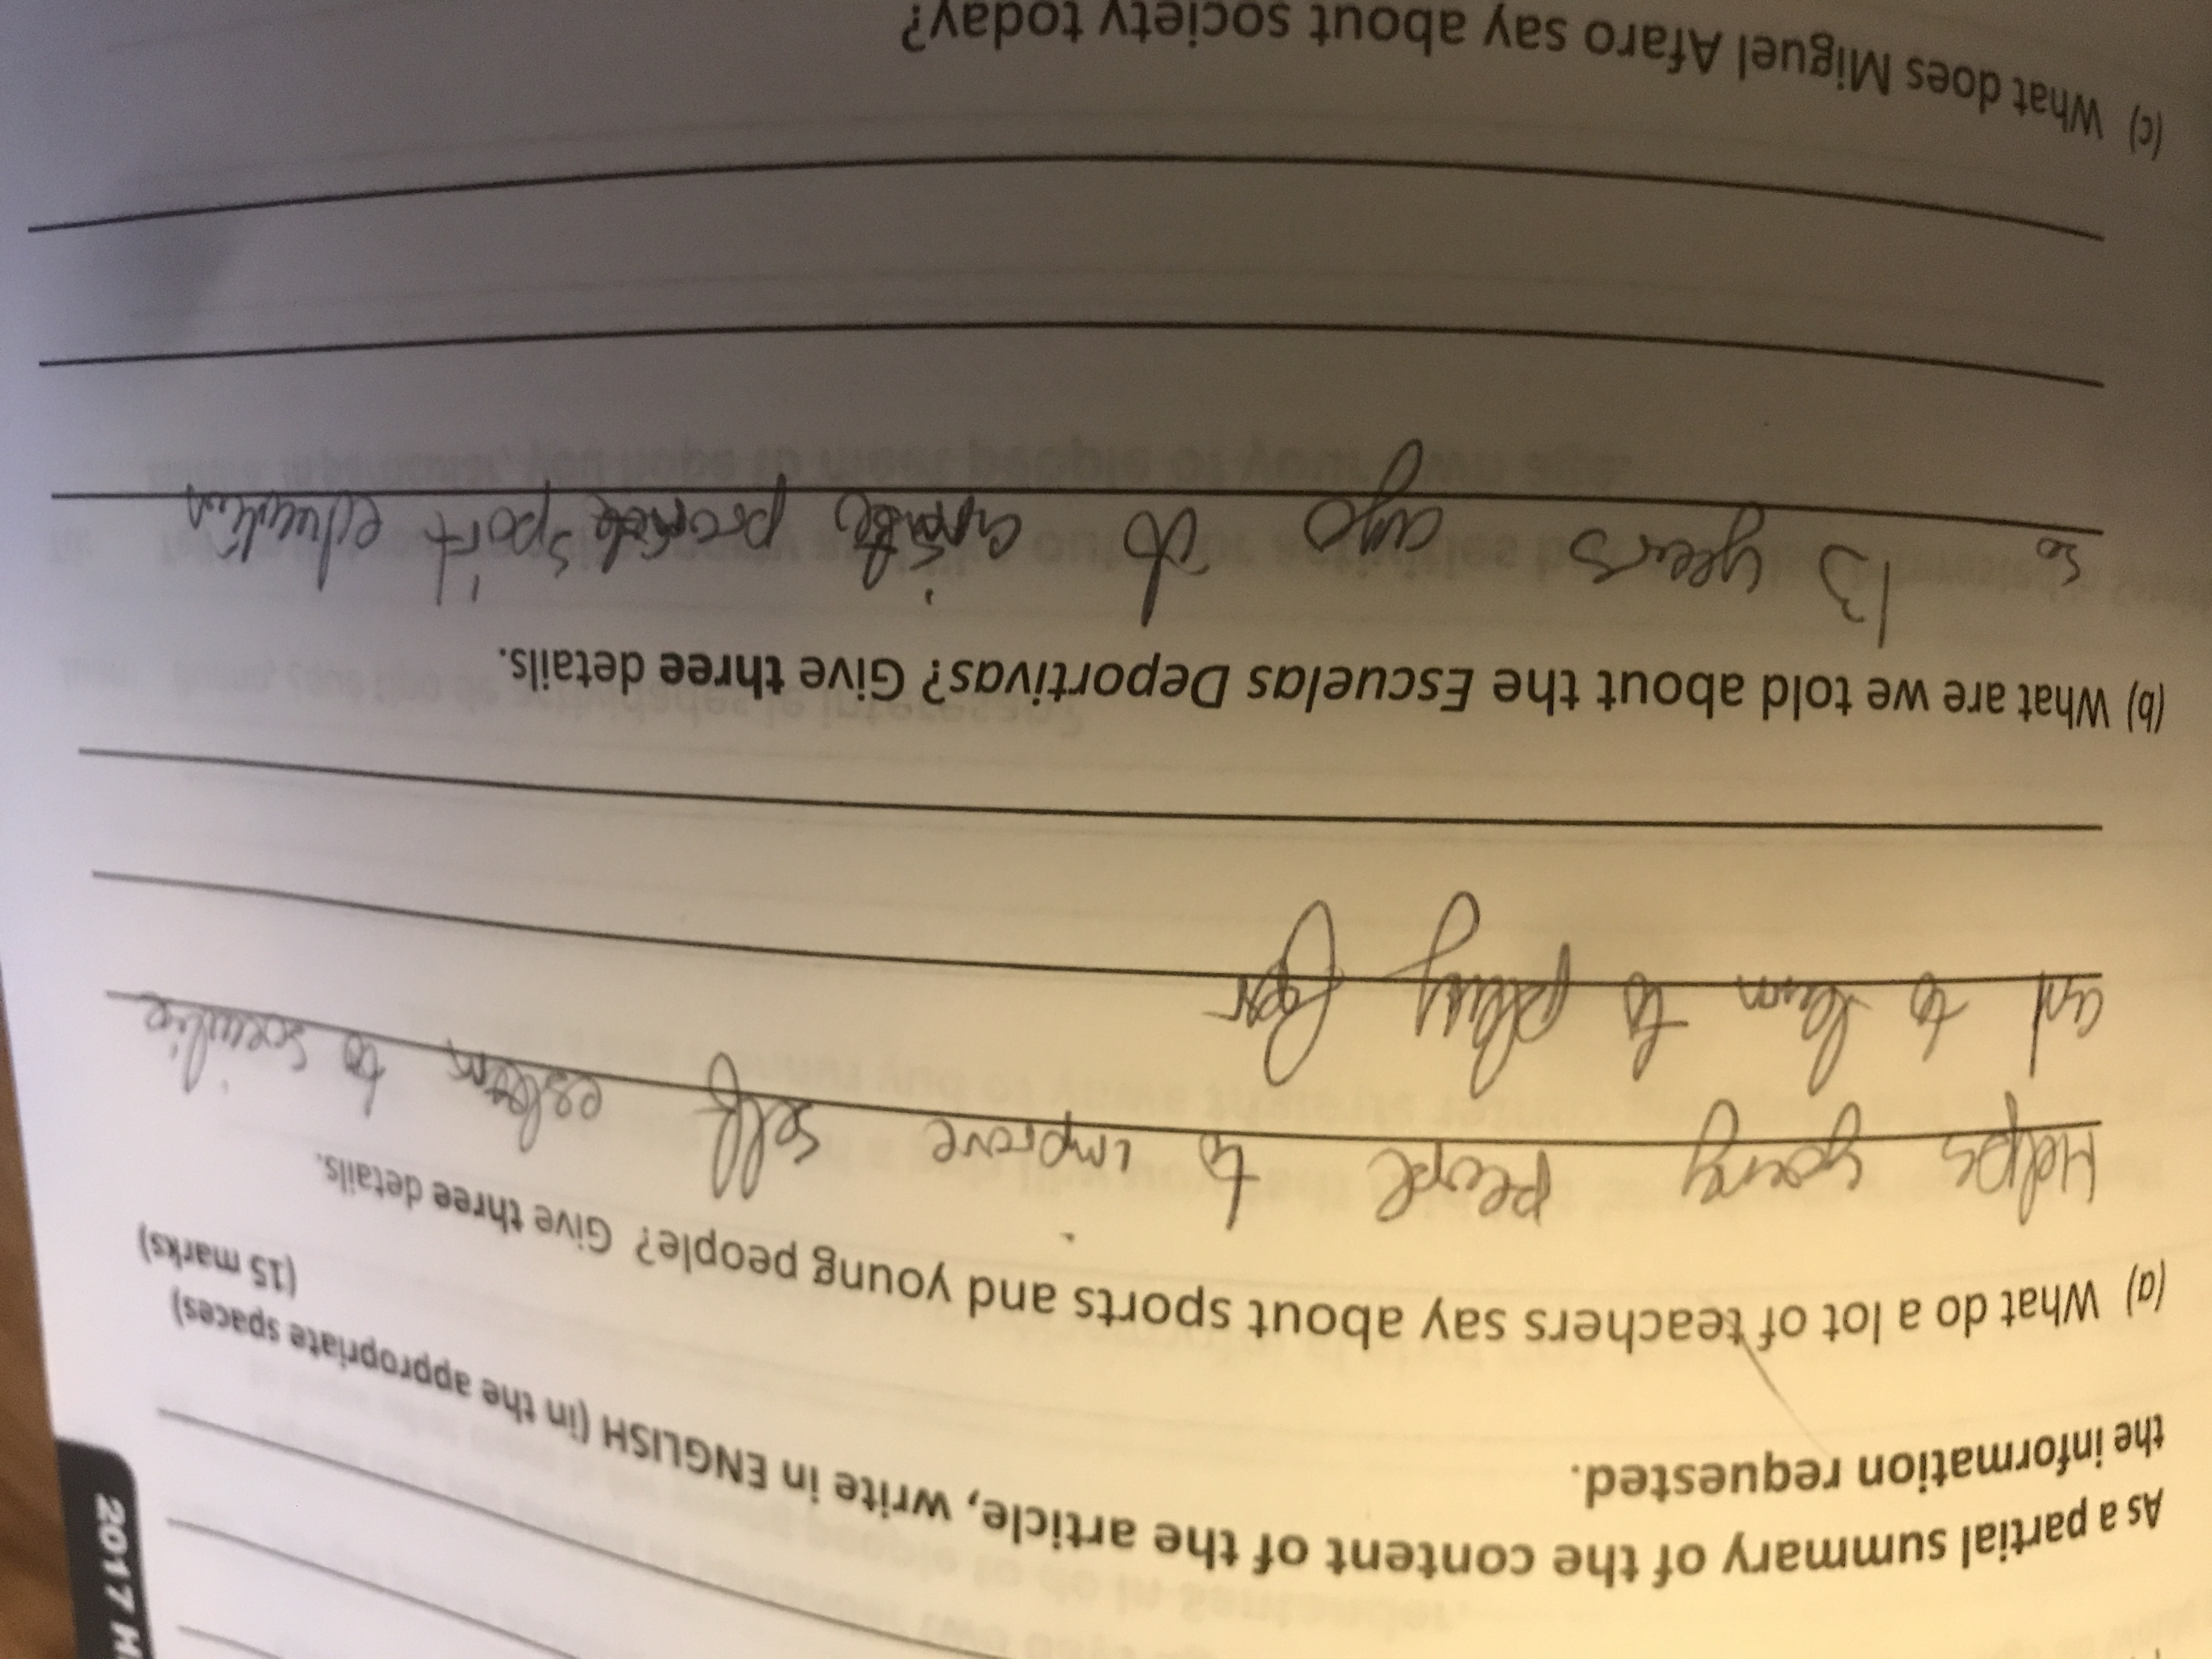 2017 H
As a partial summary of the content of the article, write in ENGLISH (in the appropriate spaces)
the information requested.
(15 marks)
(a) What do a lot of teachers say about sports and young people? Give three details.
Helps young people to improve self esteem to socialise
and to learn to play fair
(b) What are we told about the Escuelas Deportivas? Give three details.
So 13 years ago promote sport education
(c) What does Miguel Afaro say about society today?